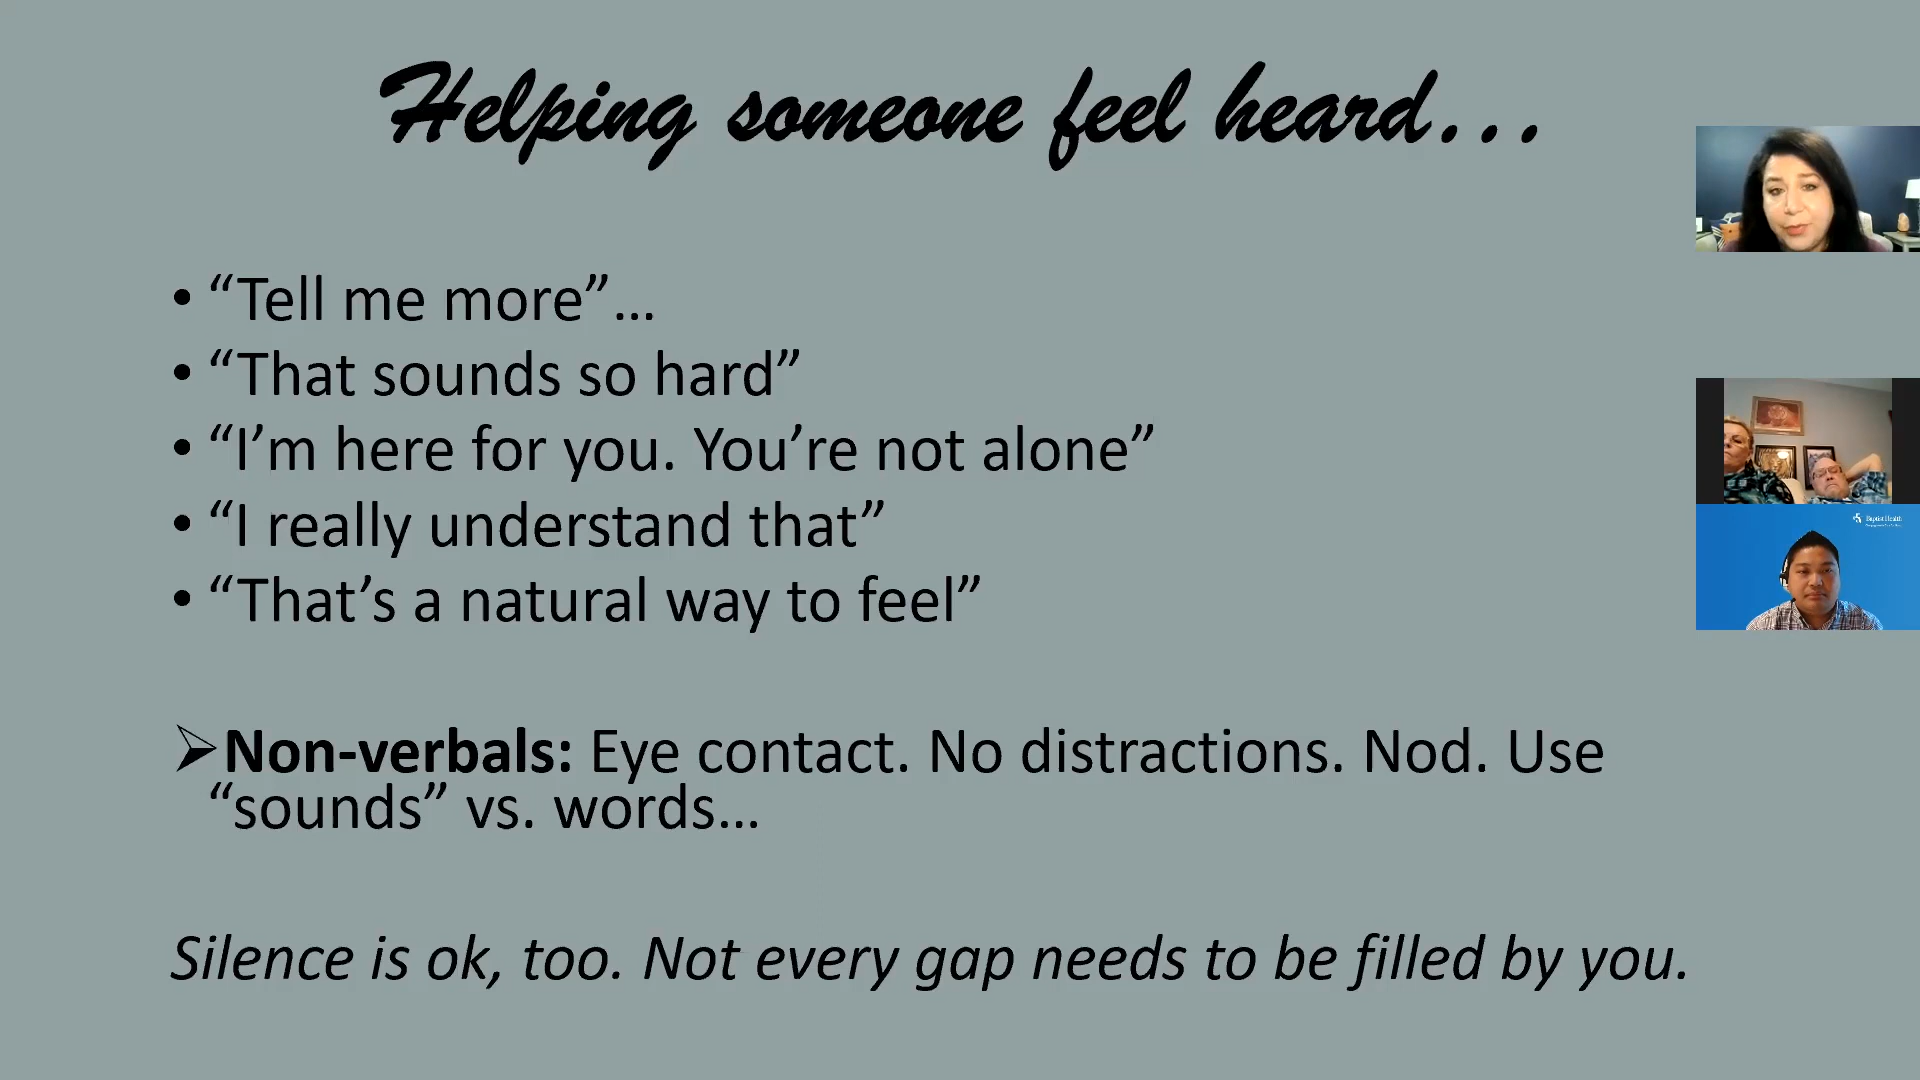 Helping someone feel heard...
• “Tell me more”...
• “That sounds so hard”
• “I’m here for you. You’re not alone”
• “I really understand that”
• “That’s a natural way to feel”
➢Non-verbals: Eye contact. No distractions. Nod. Use
“sounds” vs. words...
Silence is ok, too. Not every gap needs to be filled by you.
Baptist Health